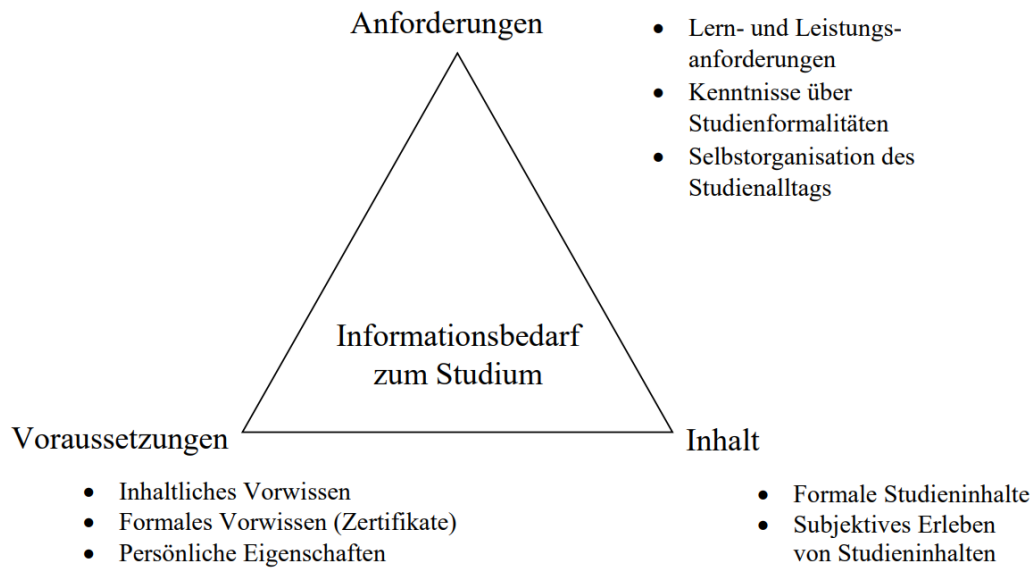 Anforderungen
• Lern- und Leistungs-
anforderungen
• Kenntnisse über
Studienformalitäten
• Selbstorganisation des
Studienalltags
Informationsbedarf
zum Studium
Voraussetzungen
• Inhaltliches Vorwissen
• Formales Vorwissen (Zertifikate)
• Persönliche Eigenschaften
Inhalt
• Formale Studieninhalte
• Subjektives Erleben
von Studieninhalten